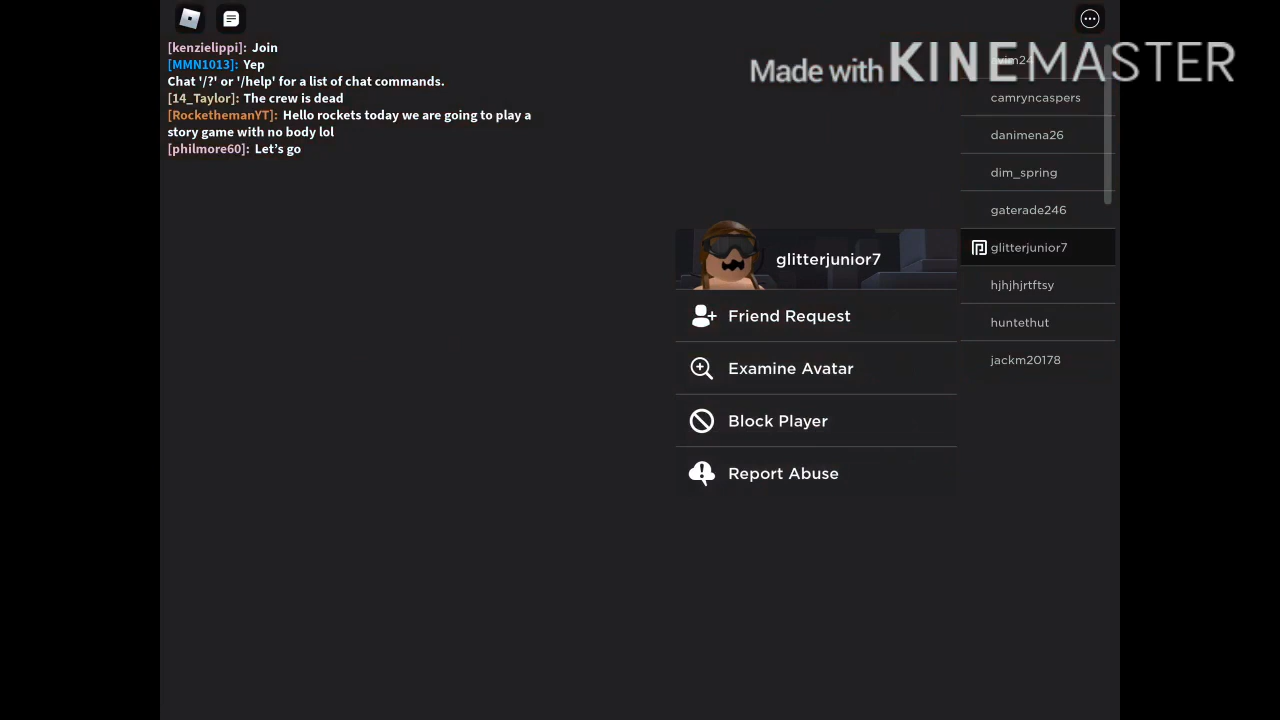 [kenzielippi]: Join
[MMN1013]: Yep
Chat '/?' or '/help' for a list of chat commands.
[14_Taylor]: The crew is dead
[RockethemanYT]: Hello rockets today we are going to play a
story game with no body lol
[philmore60]: Let's go
Made with KINEMASTER
camryncaspers
danimena26
dim_spring
gaterade246
glitterjunior7
hjhjhjrtftsy
huntethut
jackm20178
glitterjunior7
Friend Request
Examine Avatar
Block Player
Report Abuse